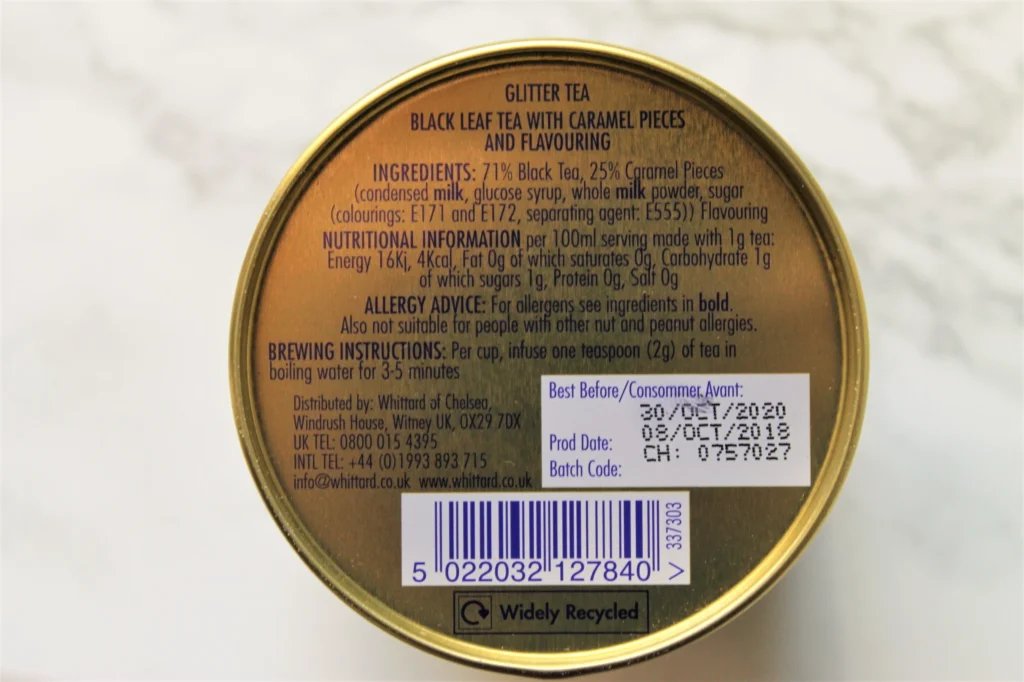 GLITTER TEA
BLACK LEAF TEA WITH CARAMEL PIECES
AND FLAVOURING
INGREDIENTS: 71% Black Tea, 25% Caramel Pieces
(condensed milk, glucose syrup, whole milk powder, sugar
(colourings: E171 and E172, separating agent: E555)) Flavouring
NUTRITIONAL INFORMATION per 100ml serving made with 1g tea:
Energy 16Kj, 4Kcal, Fat 0g of which saturates 0g, Carbohydrate 1g
of which sugars 1g, Protein 0g, Salt 0g
ALLERGY ADVICE: For allergens see ingredients in bold.
Also not suitable for people with other nut and peanut allergies.
BREWING INSTRUCTIONS: Per cup, infuse one teaspoon (2g) of tea in
boiling water for 3-5 minutes
Distributed by: Whittard of Chelsea,
Windrush House, Witney UK, OX29 7DX
UK TEL: 0800 015 4395
INTL TEL: +44 (0)1993 893 715
info@whittard.co.uk www.whittard.co.uk
Best Before/Consommer Avant:
30/OCT/2020
Prod Date: 08/OCT/2018
Batch Code: CH: 0757027
5 022032 127840 >
337303
Widely Recycled